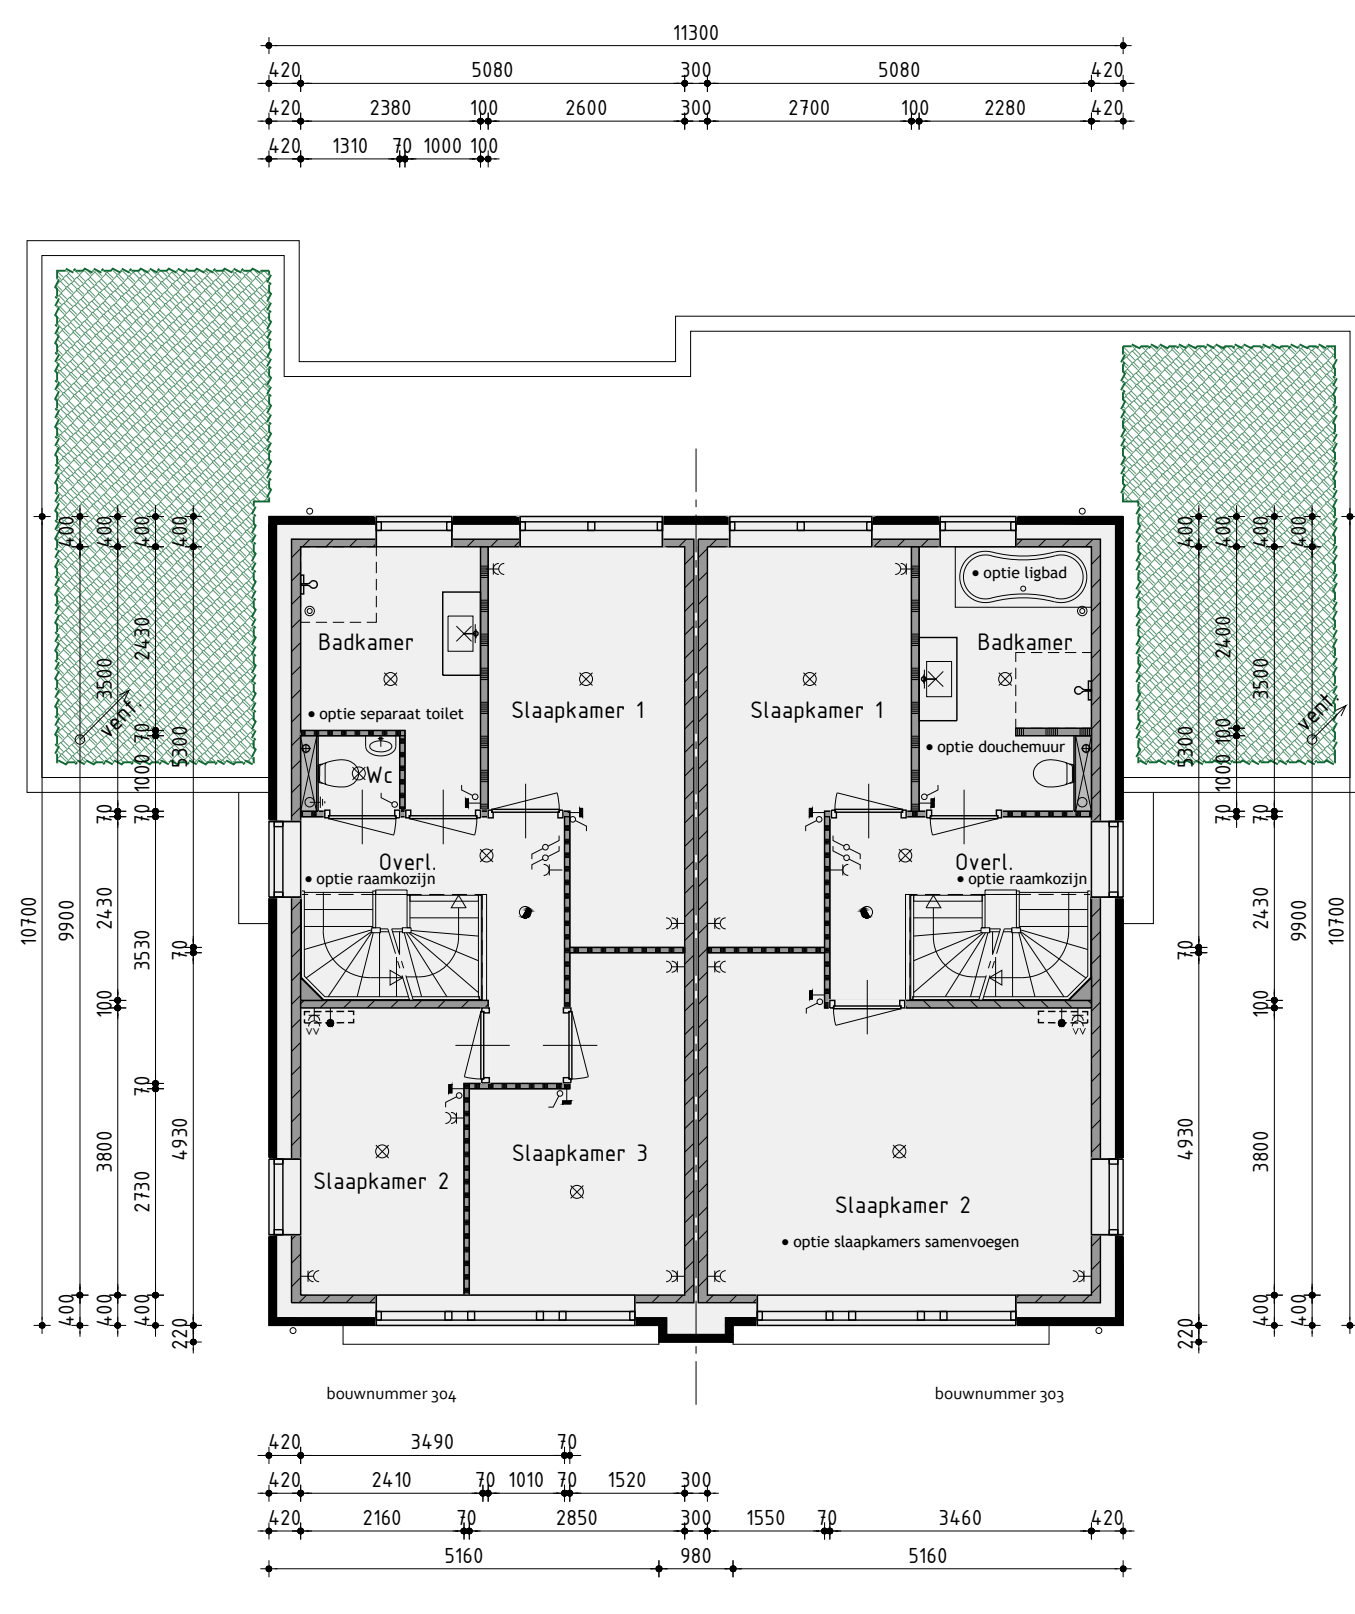 11300
420 5080 300 5080 420
420 2380 100 2600 300 2700 100 2280 420
420 1310 70 1000 100
400 400 400 400
400 400 400 400
2430
3500
vent.
70
5300
1000
70 70
10700
9900
2430
3530
70
100
70
3800
2730
4930
400 400 400
220
2400
3500
vent.
100
5300
1000
70 70
2430
9900
10700
70
100
3800
4930
400 400
220
• optie ligbad
Badkamer
Badkamer
Slaapkamer 1
Slaapkamer 1
• optie separaat toilet
• optie douchemuur
Wc
Overl.
Overl.
• optie raamkozijn
• optie raamkozijn
Slaapkamer 3
Slaapkamer 2
Slaapkamer 2
• optie slaapkamers samenvoegen
bouwnummer 304
bouwnummer 303
420 3490 70
420 2410 70 1010 70 1520 300
420 2160 70 2850 300 1550 70 3460 420
5160 980 5160